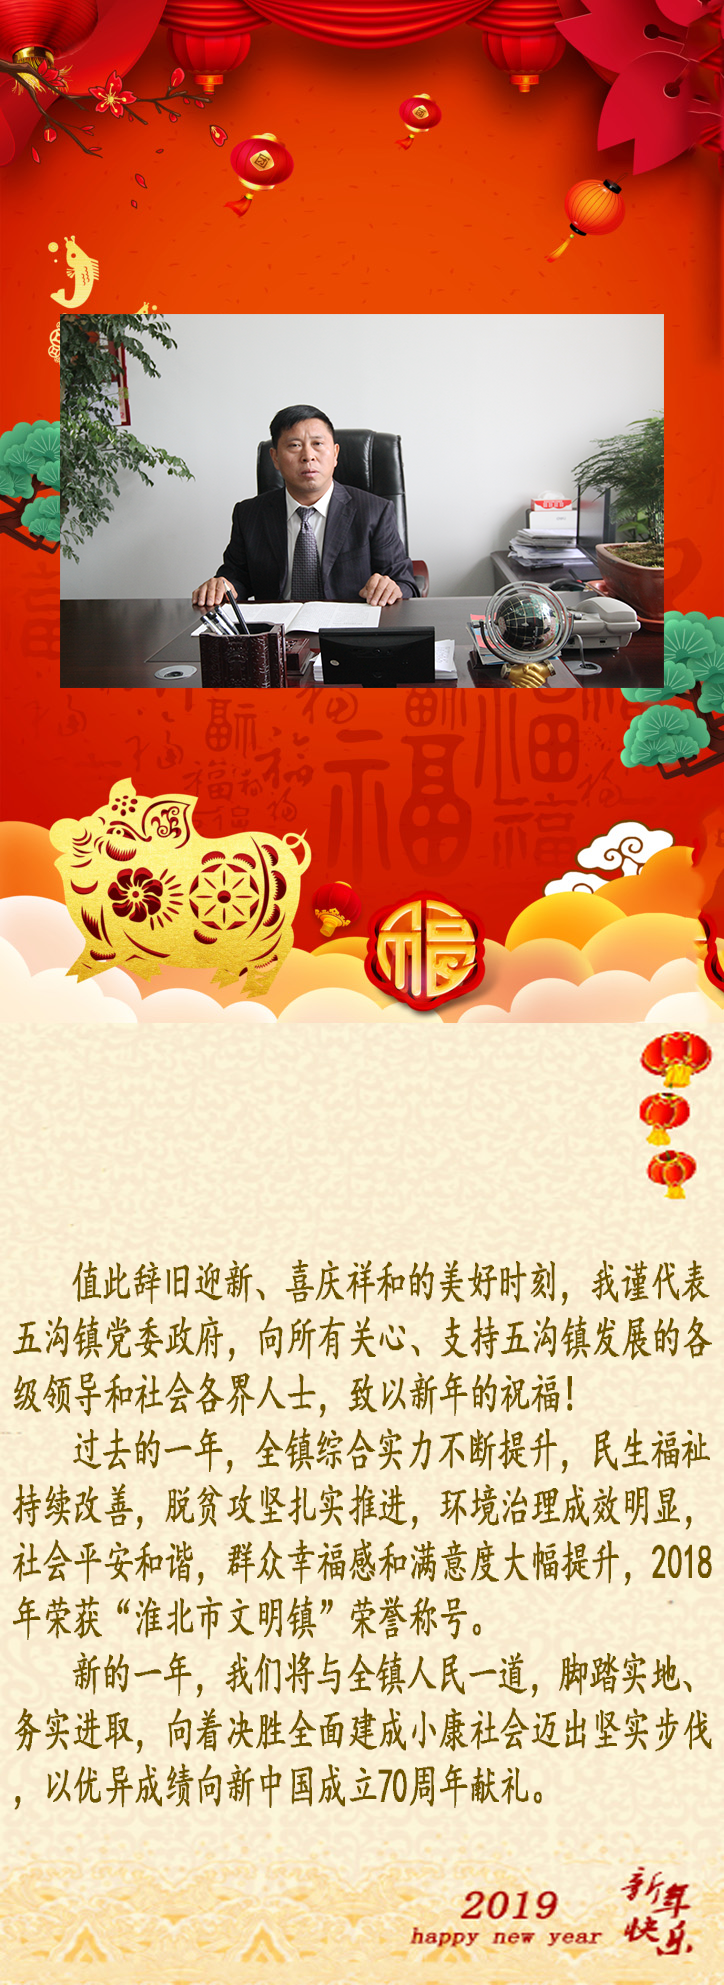 福
值此辞旧迎新、喜庆祥和的美好时刻，我谨代表
五沟镇党委政府，向所有关心、支持五沟镇发展的各
级领导和社会各界人士，致以新年的祝福！
过去的一年，全镇综合实力不断提升，民生福祉
持续改善，脱贫攻坚扎实推进，环境治理成效明显，
社会平安和谐，群众幸福感和满意度大幅提升，2018
年荣获“淮北市文明镇”荣誉称号。
新的一年，我们将与全镇人民一道，脚踏实地、
务实进取，向着决胜全面建成小康社会迈出坚实步伐
，以优异成绩向新中国成立70周年献礼。
2019
happy new year
新年
快乐